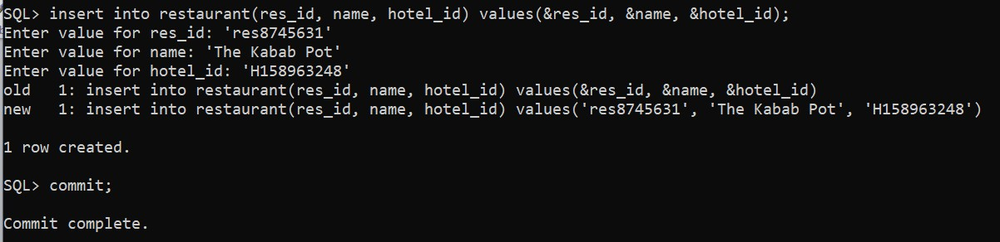 SQL> insert into restaurant(res_id, name, hotel_id) values(&res_id, &name, &hotel_id);
Enter value for res_id: 'res8745631'
Enter value for name: 'The Kabab Pot'
Enter value for hotel_id: 'H158963248'
old   1: insert into restaurant(res_id, name, hotel_id) values(&res_id, &name, &hotel_id)
new   1: insert into restaurant(res_id, name, hotel_id) values('res8745631', 'The Kabab Pot', 'H158963248')
1 row created.
SQL> commit;
Commit complete.